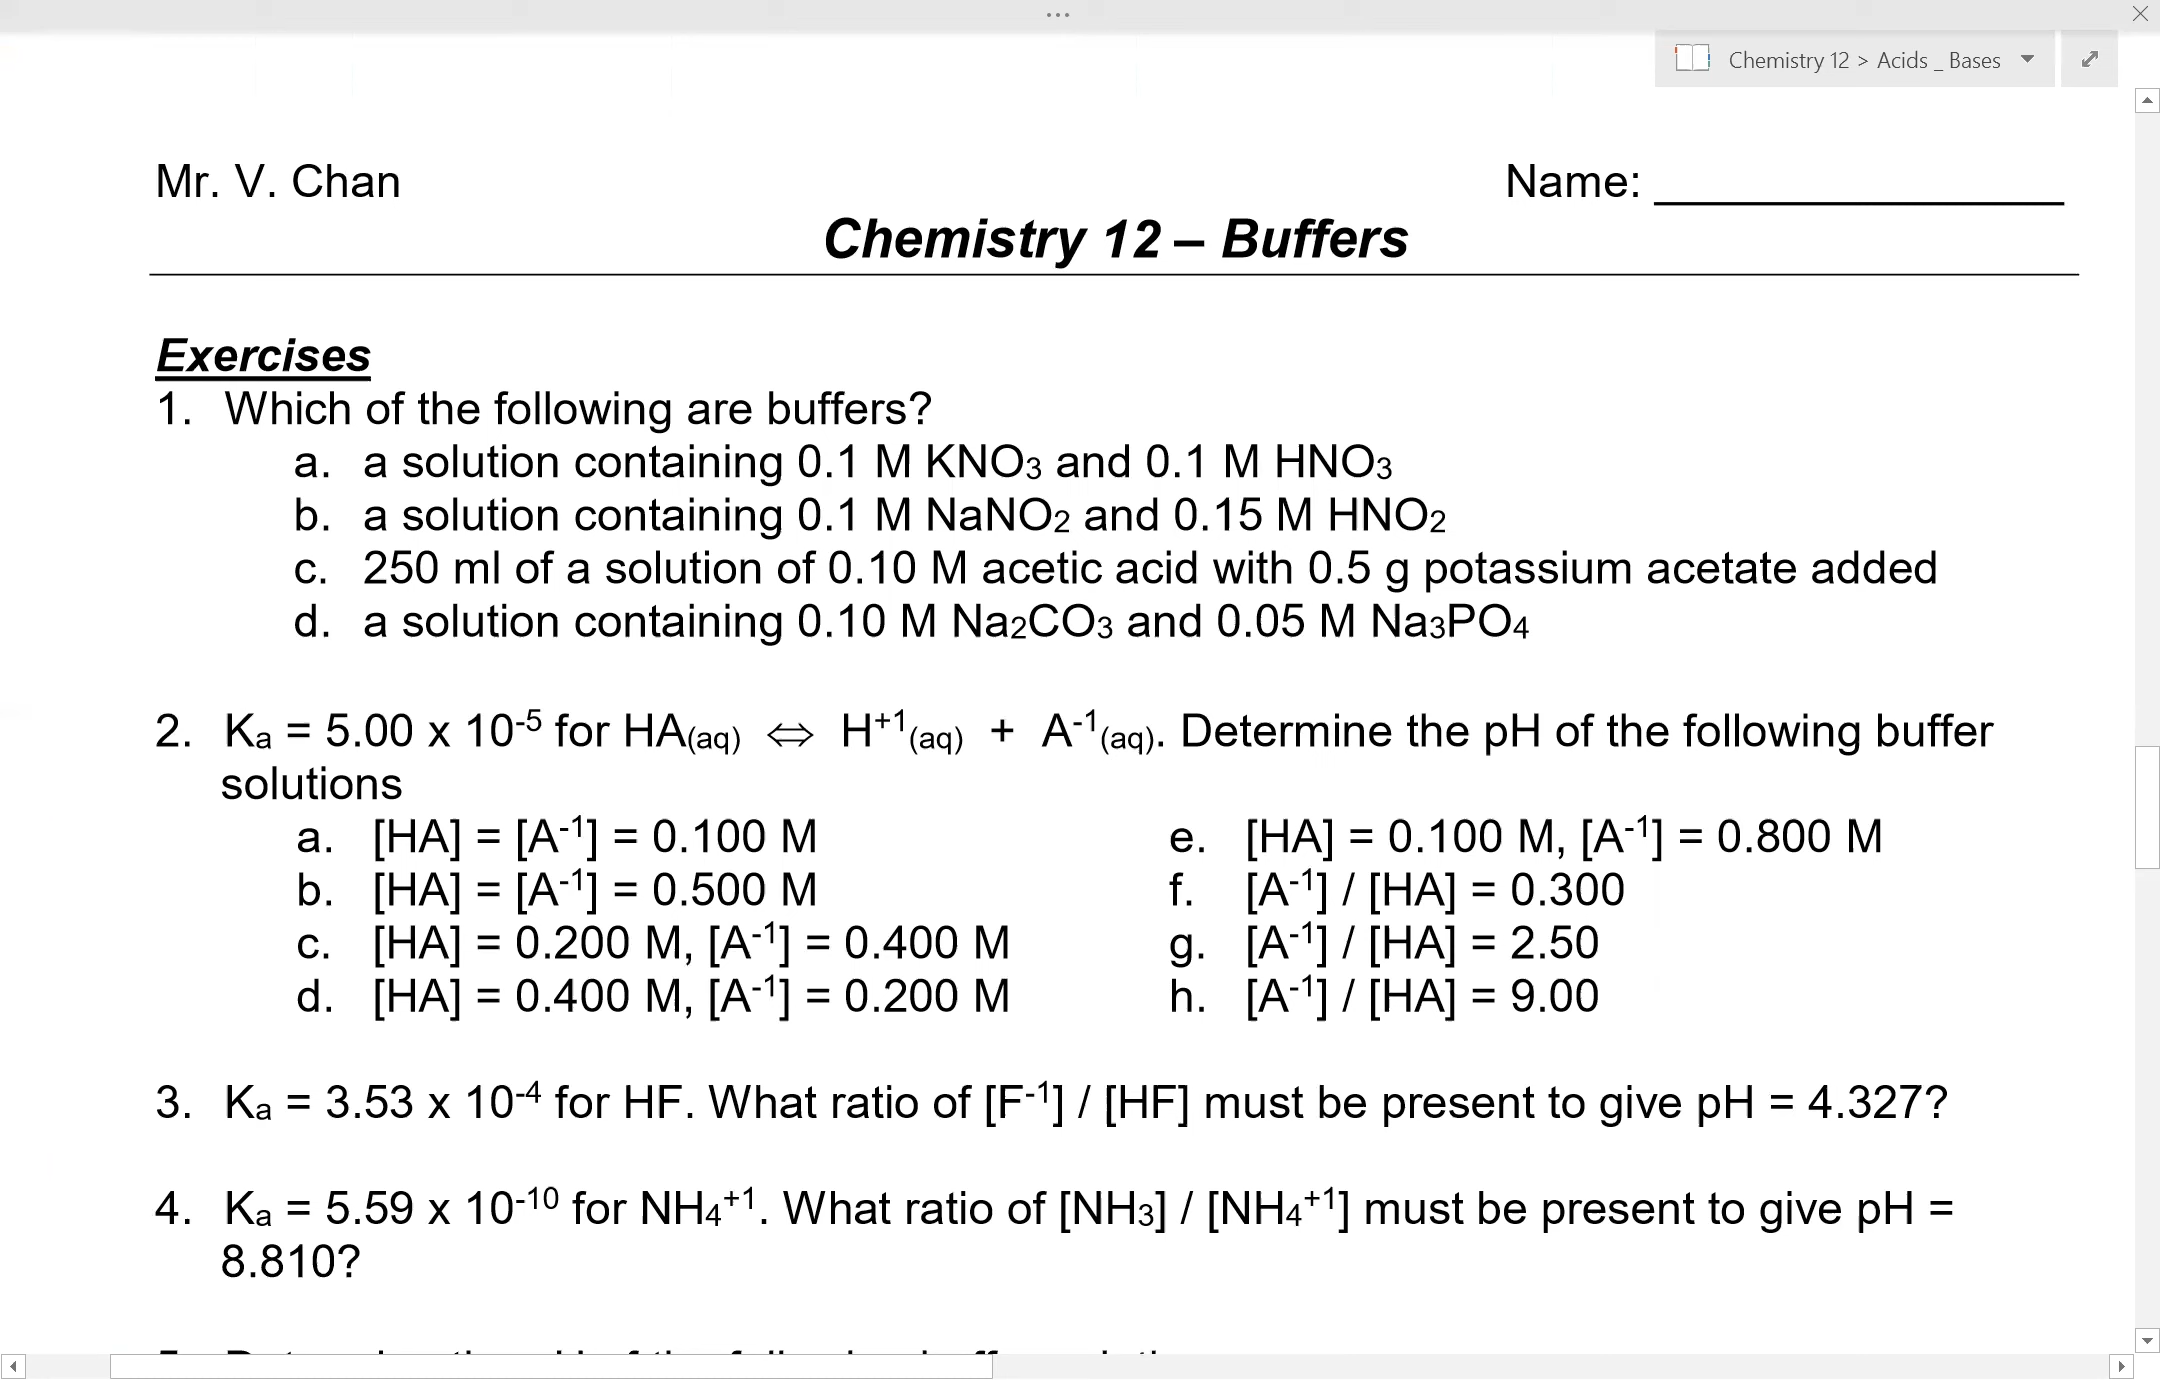 ...
Chemistry 12 > Acids _ Bases
Mr. V. Chan Name: ____________
Chemistry 12 – Buffers
Exercises
1. Which of the following are buffers?
a. a solution containing 0.1 M KNO₃ and 0.1 M HNO₃
b. a solution containing 0.1 M NaNO₂ and 0.15 M HNO₂
c. 250 ml of a solution of 0.10 M acetic acid with 0.5 g potassium acetate added
d. a solution containing 0.10 M Na₂CO₃ and 0.05 M Na₃PO₄
2. Kₐ = 5.00 x 10⁻⁵ for HA(aq) ⇔ H⁺¹(aq) + A⁻¹(aq). Determine the pH of the following buffer
solutions
a. [HA] = [A⁻¹] = 0.100 M
b. [HA] = [A⁻¹] = 0.500 M
c. [HA] = 0.200 M, [A⁻¹] = 0.400 M
d. [HA] = 0.400 M, [A⁻¹] = 0.200 M
e. [HA] = 0.100 M, [A⁻¹] = 0.800 M
f. [A⁻¹] / [HA] = 0.300
g. [A⁻¹] / [HA] = 2.50
h. [A⁻¹] / [HA] = 9.00
3. Kₐ = 3.53 x 10⁻⁴ for HF. What ratio of [F⁻¹] / [HF] must be present to give pH = 4.327?
4. Kₐ = 5.59 x 10⁻¹⁰ for NH₄⁺¹. What ratio of [NH₃] / [NH₄⁺¹] must be present to give pH =
8.810?